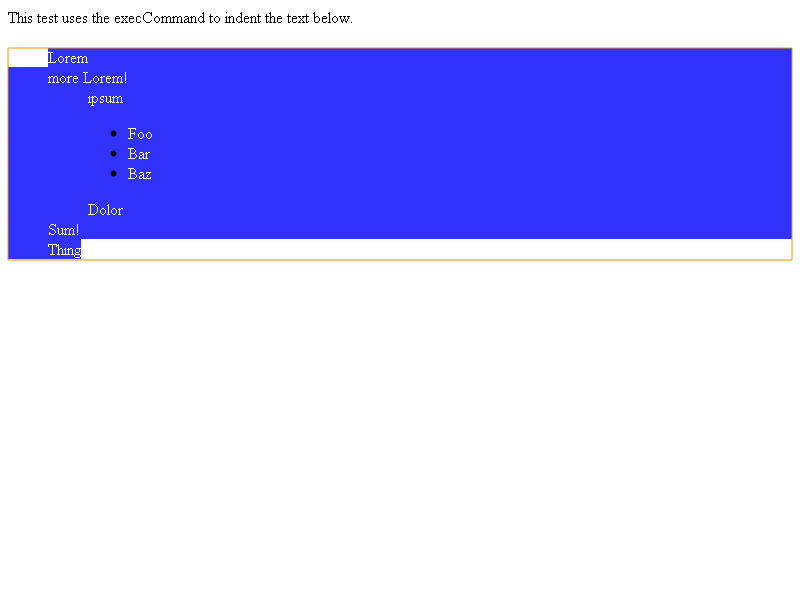 This test uses the execCommand to indent the text below.
Lorem
more Lorem!
ipsum
Foo
Bar
Baz
Dolor
Sum!
Thing